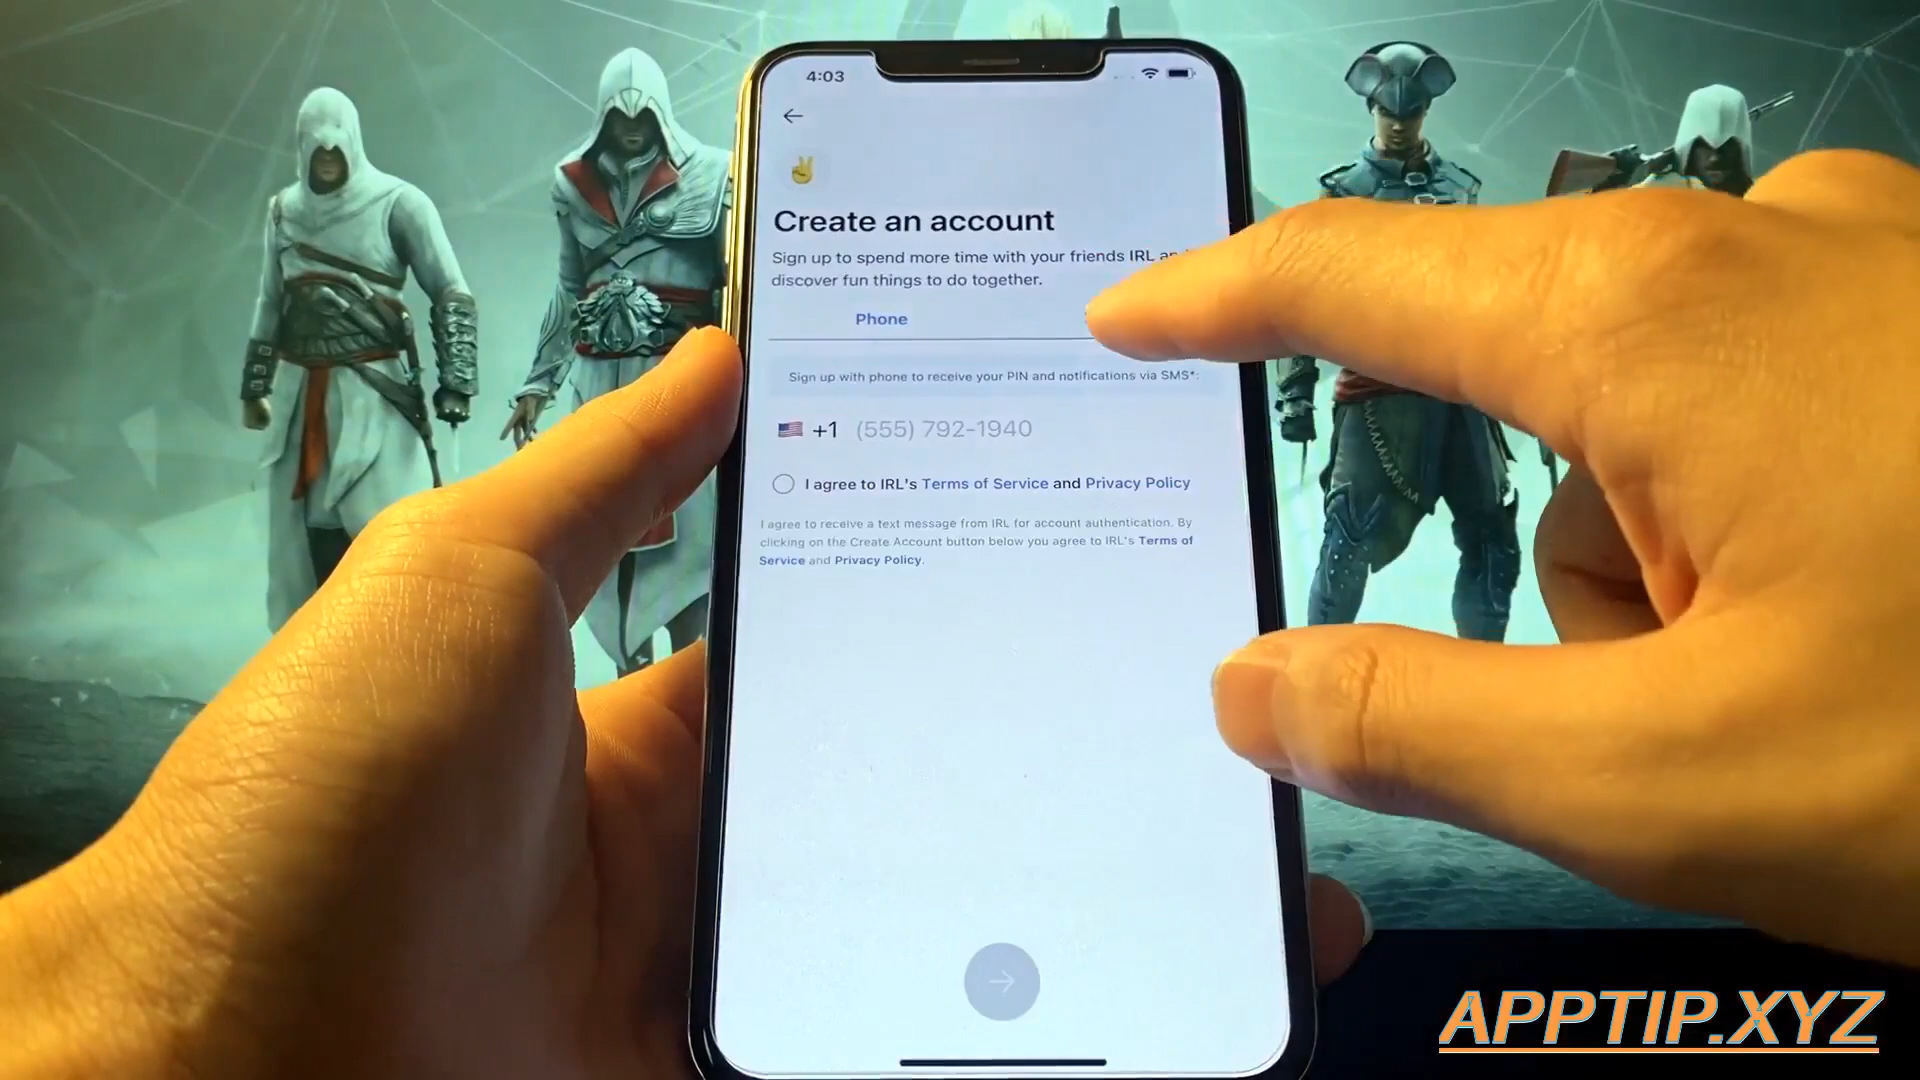 4:03
Create an account
Sign up to spend more time with your friends IRL
discover fun things to do together.
Phone
Sign up with phone to receive your PIN and notifications via SMS*:
+1 (555) 792-1940
I agree to IRL's Terms of Service and Privacy Policy
I agree to receive a text message from IRL for account authentication. By
clicking on the Create Account button below you agree to IRL's Terms of
Service and Privacy Policy.
APPTIP.XYZ